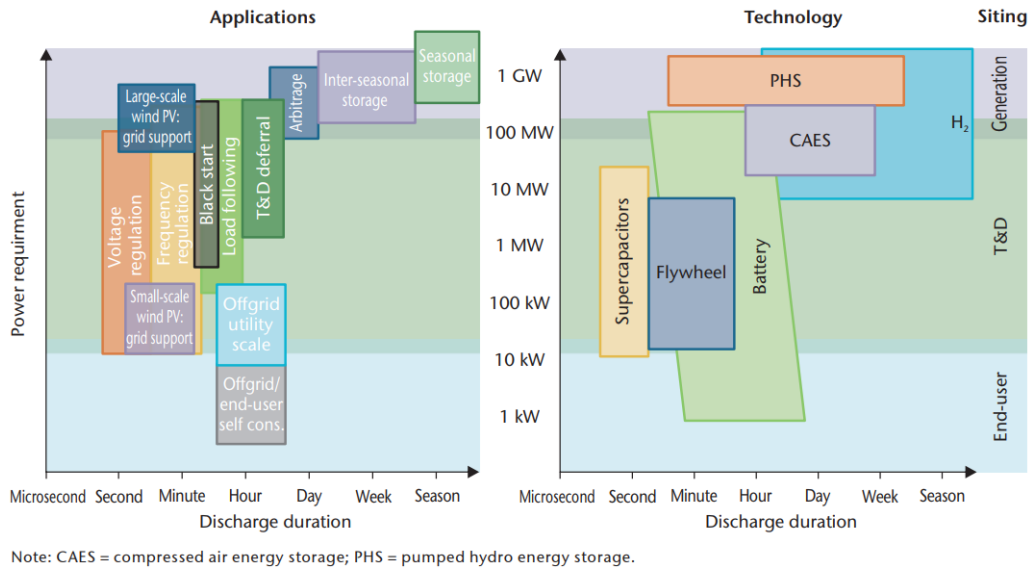 Applications
Technology
Siting
Power requirment
Large-scale
wind PV:
grid support
Voltage
regulation
Frequency
regulation
Small-scale
wind PV:
grid support
Black start
Load following
T&D deferral
Arbitrage
Inter-seasonal
storage
Seasonal
storage
Offgrid
utility
scale
Offgrid/
end-user
self cons.
Microsecond
Second
Minute
Hour
Day
Week
Season
Discharge duration
1 GW
100 MW
10 MW
1 MW
100 kW
10 kW
1 kW
PHS
CAES
H2
Supercapacitors
Flywheel
Battery
Microsecond
Second
Minute
Hour
Day
Week
Season
Discharge duration
Generation
T&D
End-user
Note: CAES = compressed air energy storage; PHS = pumped hydro energy storage.